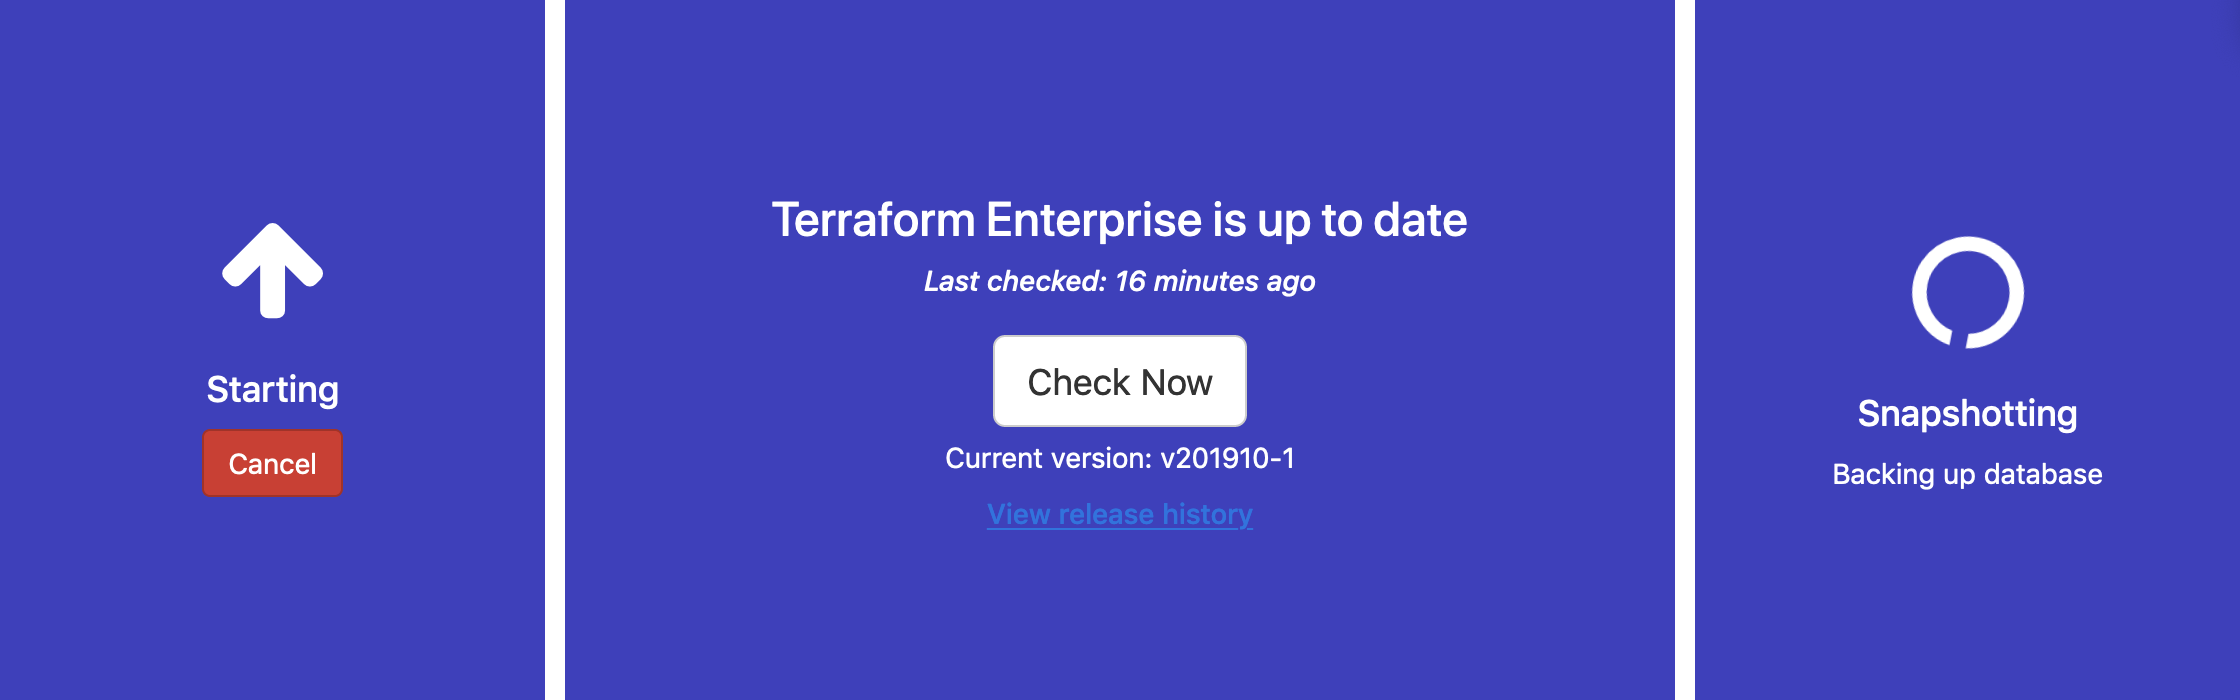 Starting
Cancel
Terraform Enterprise is up to date
Last checked: 16 minutes ago
Check Now
Current version: v201910-1
View release history
Snapshotting
Backing up database